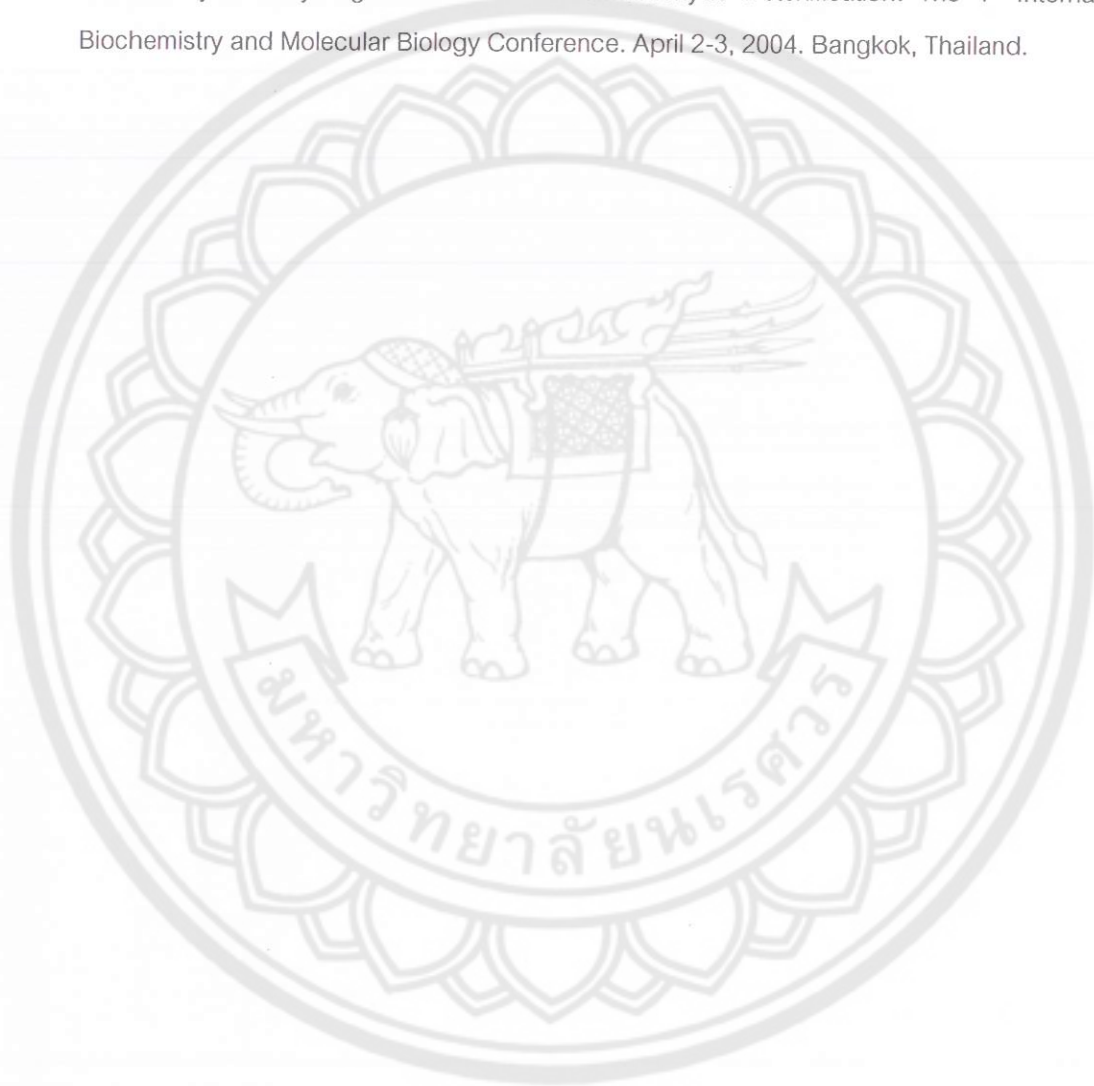 Biochemistry and Molecular Biology Conference. April 2-3, 2004. Bangkok, Thailand.
มหาวิทยาลัยนเรศวร